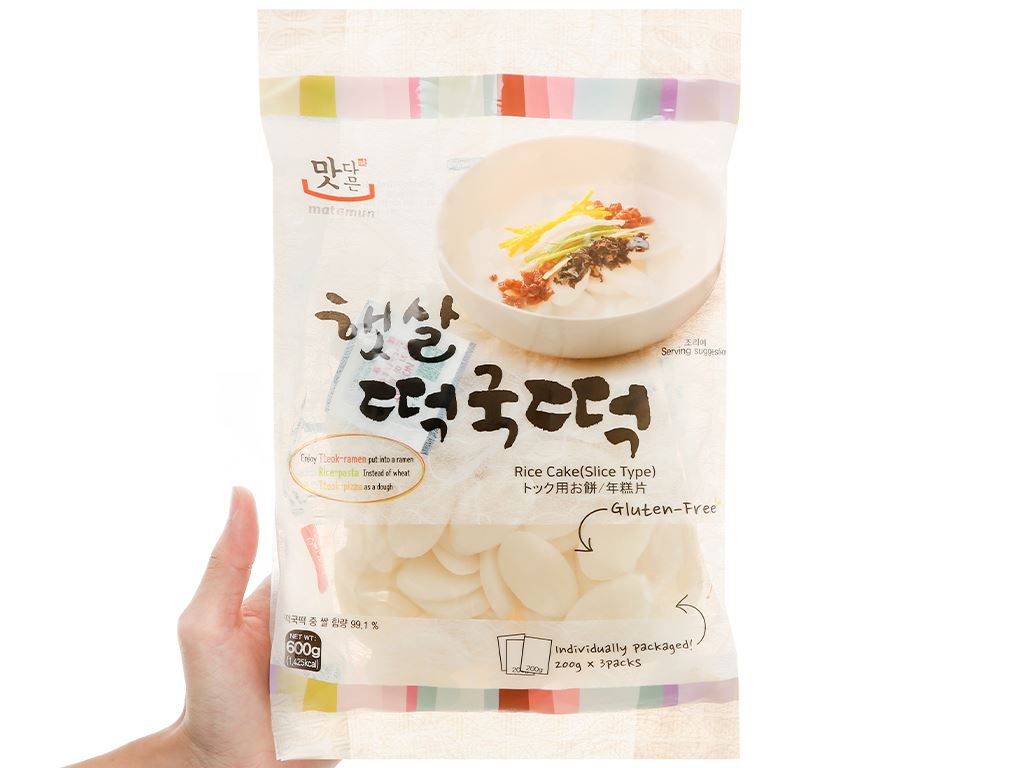 맛
다믄
matamun
햇살
떡국떡
조리예
Serving suggestion
Enjoy Tteok-ramen put into a ramen
Rice-pasta Instead of wheat
Tteok-pizza as a dough
Rice Cake(Slice Type)
トック用お餅/年糕片
Gluten-Free
떡국떡 중 쌀 함량 99.1 %
NET WT:
600g
(1,425kcal)
200g
Individually packaged!
200g x 3packs